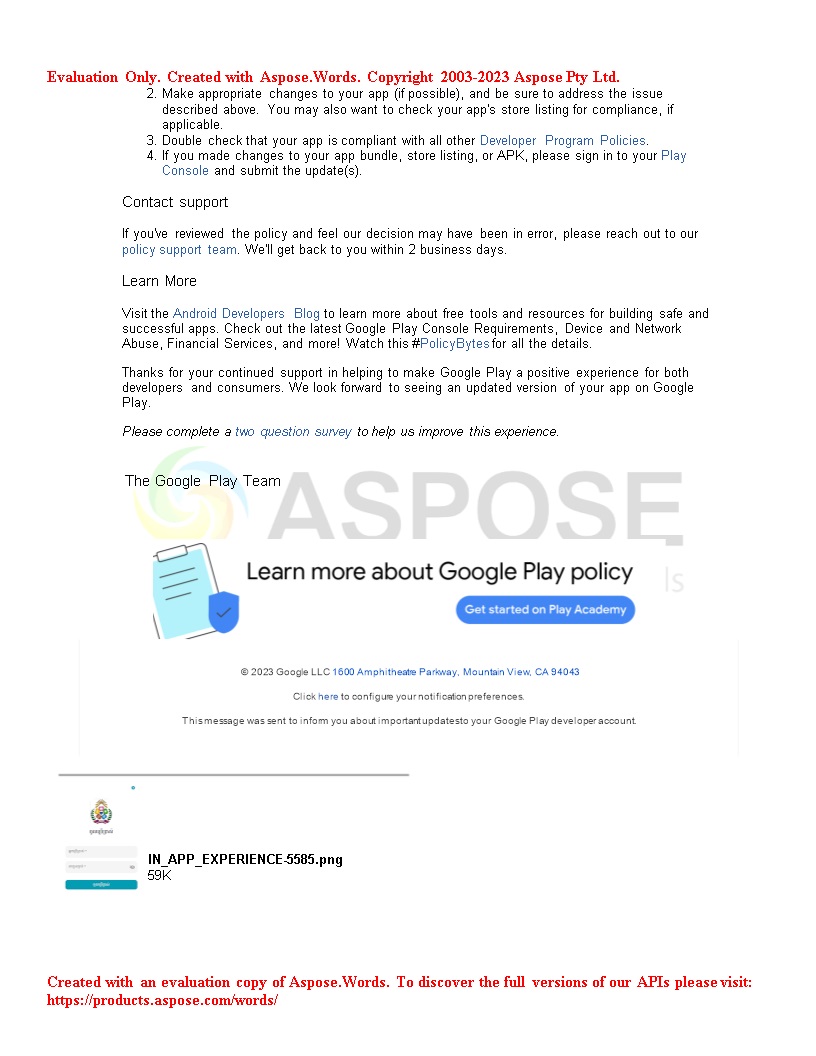 Evaluation Only. Created with Aspose.Words. Copyright 2003-2023 Aspose Pty Ltd.
2. Make appropriate changes to your app (if possible), and be sure to address the issue
described above. You may also want to check your app's store listing for compliance, if
applicable.
3. Double check that your app is compliant with all other Developer Program Policies.
4. If you made changes to your app bundle, store listing, or APK, please sign in to your Play
Console and submit the update(s).
Contact support
If you've reviewed the policy and feel our decision may have been in error, please reach out to our
policy support team. We'll get back to you within 2 business days.
Learn More
Visit the Android Developers Blog to learn more about free tools and resources for building safe and
successful apps. Check out the latest Google Play Console Requirements, Device and Network
Abuse, Financial Services, and more! Watch this #PolicyBytes for all the details.
Thanks for your continued support in helping to make Google Play a positive experience for both
developers and consumers. We look forward to seeing an updated version of your app on Google
Play.
Please complete a two question survey to help us improve this experience.
The Google Play Team
ASPOSE
Learn more about Google Play policy
ls
Get started on Play Academy
© 2023 Google LLC 1600 Amphitheatre Parkway, Mountain View, CA 94043
Click here to configure your notification preferences.
This message was sent to inform you about important updates to your Google Play developer account.
IN_APP_EXPERIENCE-5585.png
59K
Created with an evaluation copy of Aspose.Words. To discover the full versions of our APIs please visit:
https://products.aspose.com/words/